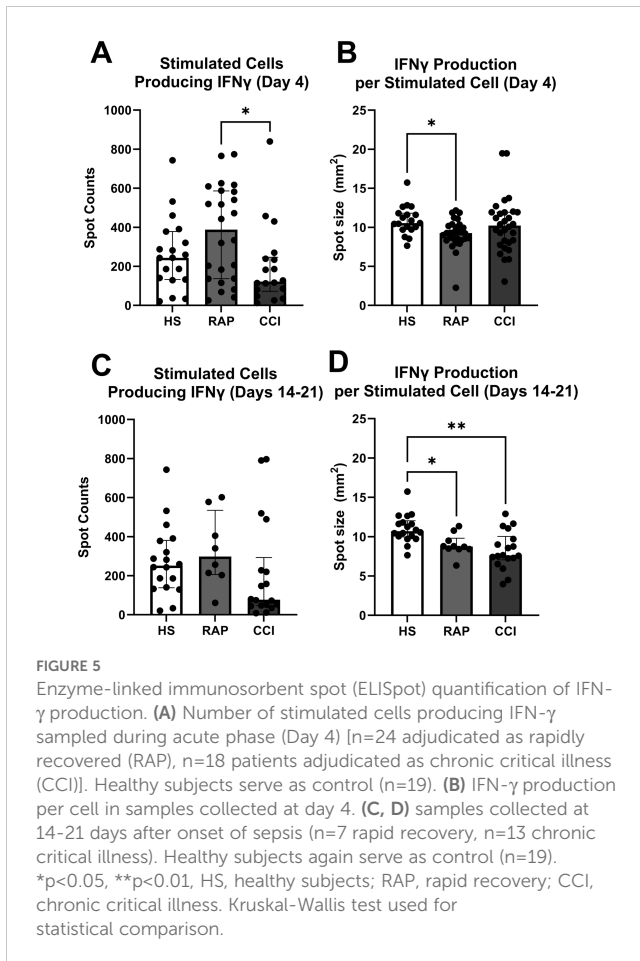 A
Stimulated Cells
Producing IFNγ (Day 4)
1000
800
600
400
200
0
Spot Counts
*
HS RAP CCI
B
IFNγ Production
per Stimulated Cell (Day 4)
25
20
15
10
5
0
Spot size (mm²)
*
HS RAP CCI
C
Stimulated Cells
Producing IFNγ (Days 14-21)
1000
800
600
400
200
0
Spot Counts
HS RAP CCI
D
IFNγ Production
per Stimulated Cell (Days 14-21)
25
20
15
10
5
0
Spot size (mm²)
**
*
HS RAP CCI
FIGURE 5
Enzyme-linked immunosorbent spot (ELISpot) quantification of IFN-
γ production. (A) Number of stimulated cells producing IFN-γ
sampled during acute phase (Day 4) [n=24 adjudicated as rapidly
recovered (RAP), n=18 patients adjudicated as chronic critical illness
(CCI)]. Healthy subjects serve as control (n=19). (B) IFN-γ production
per cell in samples collected at day 4. (C, D) samples collected at
14-21 days after onset of sepsis (n=7 rapid recovery, n=13 chronic
critical illness). Healthy subjects again serve as control (n=19).
*p<0.05, **p<0.01, HS, healthy subjects; RAP, rapid recovery; CCI,
chronic critical illness. Kruskal-Wallis test used for
statistical comparison.